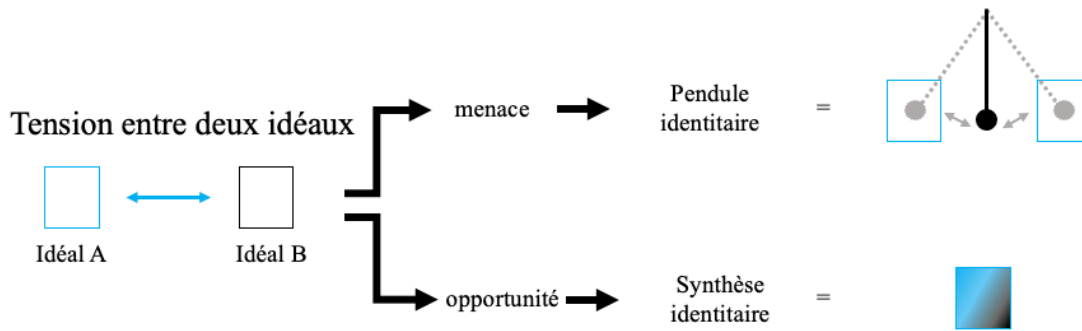 Tension entre deux idéaux
Idéal A
Idéal B
menace
Pendule
identitaire
=
opportunité
Synthèse
identitaire
=